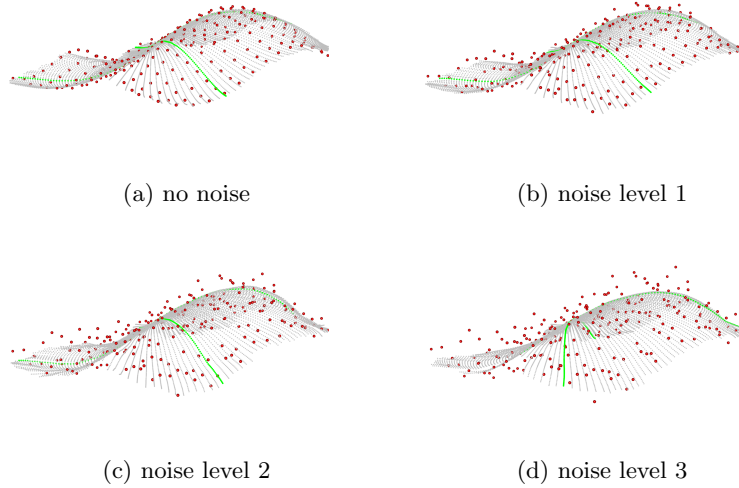 (a) no noise
(b) noise level 1
(c) noise level 2
(d) noise level 3